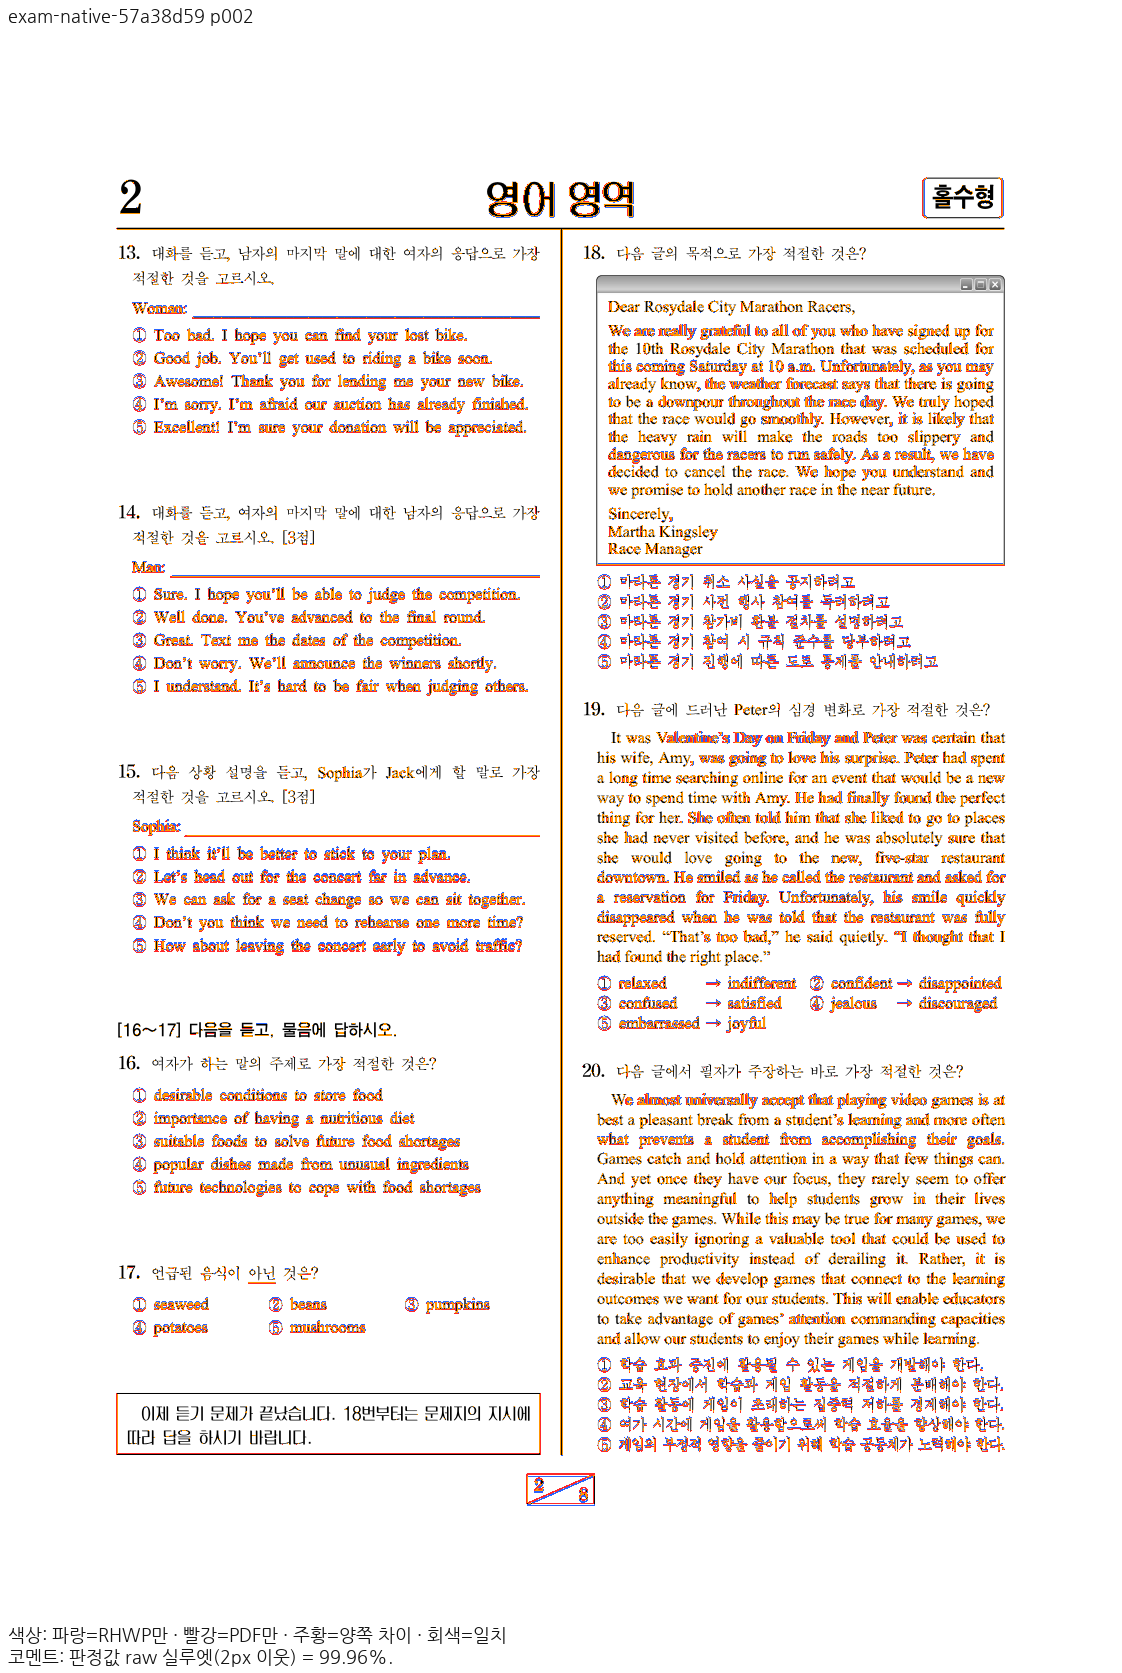 exam-native-57a38d59 p002
2
영어 영역
홀수형
13. 대화를 듣고, 남자의 마지막 말에 대한 여자의 응답으로 가장
적절한 것을 고르시오.
Woman:
① Too bad. I hope you can find your lost bike.
② Good job. You'll get used to riding a bike soon.
③ Awesome! Thank you for lending me your new bike.
④ I'm sorry. I'm afraid our auction has already finished.
⑤ Excellent! I'm sure your donation will be appreciated.
14. 대화를 듣고, 여자의 마지막 말에 대한 남자의 응답으로 가장
적절한 것을 고르시오. [3점]
Man:
① Sure. I hope you'll be able to judge the competition.
② Well done. You've advanced to the final round.
③ Great. Text me the dates of the competition.
④ Don't worry. We'll announce the winners shortly.
⑤ I understand. It's hard to be fair when judging others.
15. 다음 상황 설명을 듣고, Sophia가 Jack에게 할 말로 가장
적절한 것을 고르시오. [3점]
Sophia:
① I think it'll be better to stick to your plan.
② Let's head out for the concert far in advance.
③ We can ask for a seat change so we can sit together.
④ Don't you think we need to rehearse one more time?
⑤ How about leaving the concert early to avoid traffic?
[16~17] 다음을 듣고, 물음에 답하시오.
16. 여자가 하는 말의 주제로 가장 적절한 것은?
① desirable conditions to store food
② importance of having a nutritious diet
③ suitable foods to solve future food shortages
④ popular dishes made from unusual ingredients
⑤ future technologies to cope with food shortages
17. 언급된 음식이 아닌 것은?
① seaweed ② beans ③ pumpkins
④ potatoes ⑤ mushrooms
이제 듣기 문제가 끝났습니다. 18번부터는 문제지의 지시에
따라 답을 하시기 바랍니다.
18. 다음 글의 목적으로 가장 적절한 것은?
Dear Rosydale City Marathon Racers,
We are really grateful to all of you who have signed up for
the 10th Rosydale City Marathon that was scheduled for
this coming Saturday at 10 a.m. Unfortunately, as you may
already know, the weather forecast says that there is going
to be a downpour throughout the race day. We truly hoped
that the race would go smoothly. However, it is likely that
the heavy rain will make the roads too slippery and
dangerous for the racers to run safely. As a result, we have
decided to cancel the race. We hope you understand and
we promise to hold another race in the near future.
Sincerely,
Martha Kingsley
Race Manager
① 마라톤 경기 취소 사실을 공지하려고
② 마라톤 경기 사전 행사 참여를 독려하려고
③ 마라톤 경기 참가비 환불 절차를 설명하려고
④ 마라톤 경기 참여 시 규칙 준수를 당부하려고
⑤ 마라톤 경기 진행에 따른 도로 통제를 안내하려고
19. 다음 글에 드러난 Peter의 심경 변화로 가장 적절한 것은?
It was Valentine's Day on Friday and Peter was certain that
his wife, Amy, was going to love his surprise. Peter had spent
a long time searching online for an event that would be a new
way to spend time with Amy. He had finally found the perfect
thing for her. She often told him that she liked to go to places
she had never visited before, and he was absolutely sure that
she would love going to the new, five-star restaurant
downtown. He smiled as he called the restaurant and asked for
a reservation for Friday. Unfortunately, his smile quickly
disappeared when he was told that the restaurant was fully
reserved. “That's too bad,” he said quietly. “I thought that I
had found the right place.”
① relaxed → indifferent ② confident → disappointed
③ confused → satisfied ④ jealous → discouraged
⑤ embarrassed → joyful
20. 다음 글에서 필자가 주장하는 바로 가장 적절한 것은?
We almost universally accept that playing video games is at
best a pleasant break from a student's learning and more often
what prevents a student from accomplishing their goals.
Games catch and hold attention in a way that few things can.
And yet once they have our focus, they rarely seem to offer
anything meaningful to help students grow in their lives
outside the games. While this may be true for many games, we
are too easily ignoring a valuable tool that could be used to
enhance productivity instead of derailing it. Rather, it is
desirable that we develop games that connect to the learning
outcomes we want for our students. This will enable educators
to take advantage of games' attention commanding capacities
and allow our students to enjoy their games while learning.
① 학습 효과 증진에 활용될 수 있는 게임을 개발해야 한다.
② 교육 현장에서 학습과 게임 활동을 적절하게 분배해야 한다.
③ 학습 활동에 게임이 초래하는 집중력 저하를 경계해야 한다.
④ 여가 시간에 게임을 활용함으로써 학습 효율을 향상해야 한다.
⑤ 게임의 부정적 영향을 줄이기 위해 학습 공동체가 노력해야 한다.
2
8
색상: 파랑=RHWP만 · 빨강=PDF만 · 주황=양쪽 차이 · 회색=일치
코멘트: 판정값 raw 실루엣(2px 이웃) = 99.96%.